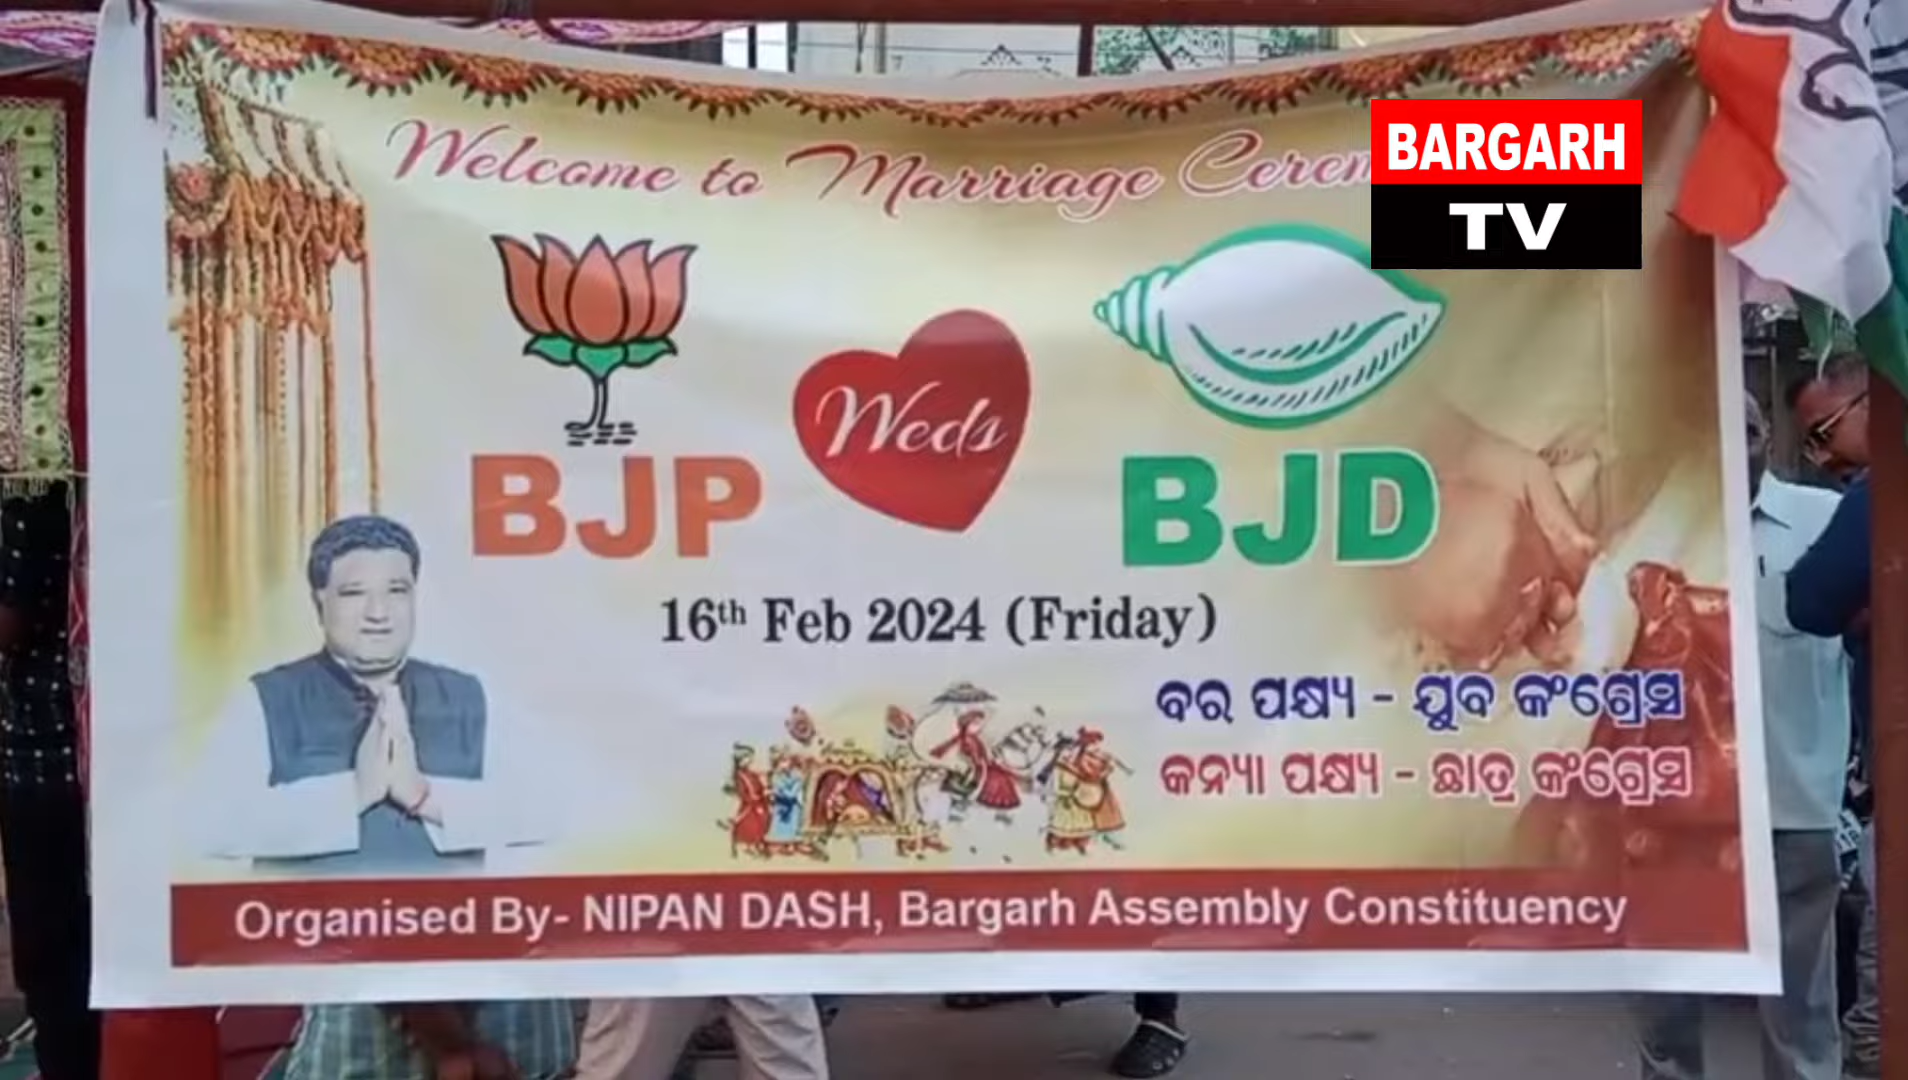 Welcome to Marriage Cerem
BARGARH
TV
BJP
Weds
BJD
16th Feb 2024 (Friday)
ବର ପକ୍ଷ୍ୟ - ଯୁବ କଂଗ୍ରେସ
କନ୍ୟା ପକ୍ଷ୍ୟ - ଛାତ୍ର କଂଗ୍ରେସ
Organised By- NIPAN DASH, Bargarh Assembly Constituency